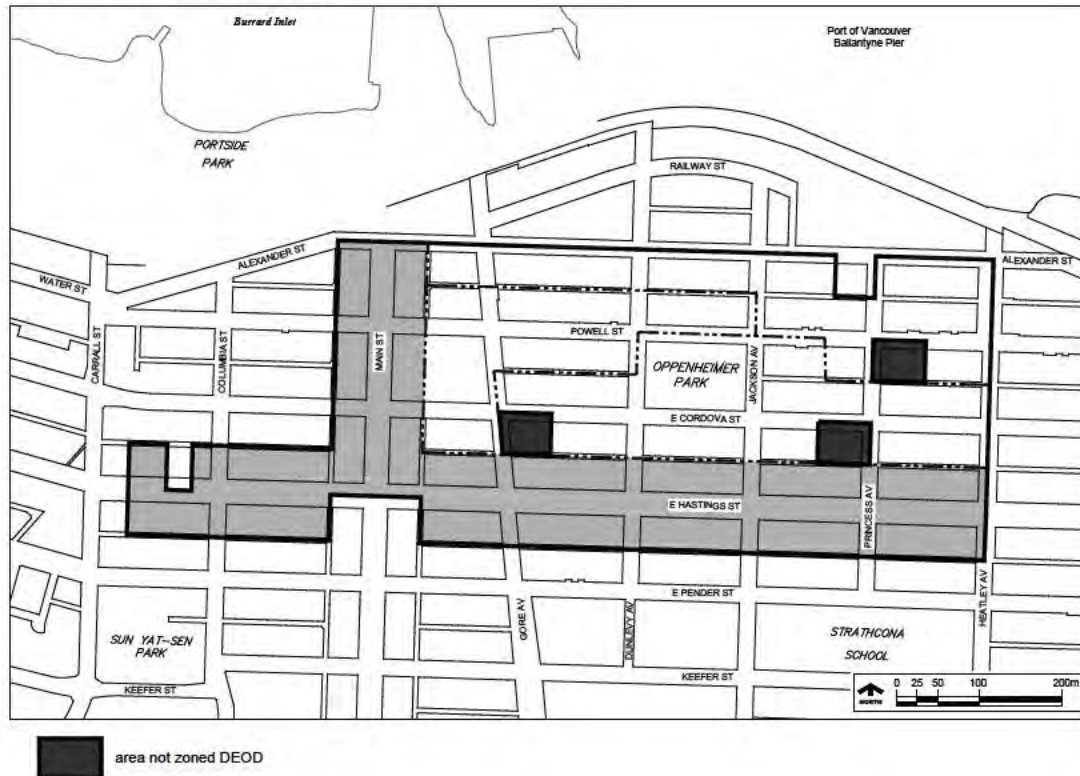 Burrard Inlet
Port of Vancouver
Ballantyne Pier
PORTSIDE
PARK
RAILWAY ST
ALEXANDER ST
ALEXANDER ST
WATER ST
CARRALL ST
COLUMBIA ST
MAIN ST
POWELL ST
OPPENHEIMER
PARK
JACKSON AV
E CORDOVA ST
E HASTINGS ST
PRINCESS AV
HEATLEY AV
E PENDER ST
GORE AV
DUNLEVY AV
SUN YAT-SEN
PARK
STRATHCONA
SCHOOL
KEEFER ST
KEEFER ST
NORTH
0 25 50 100 200m
area not zoned DEOD